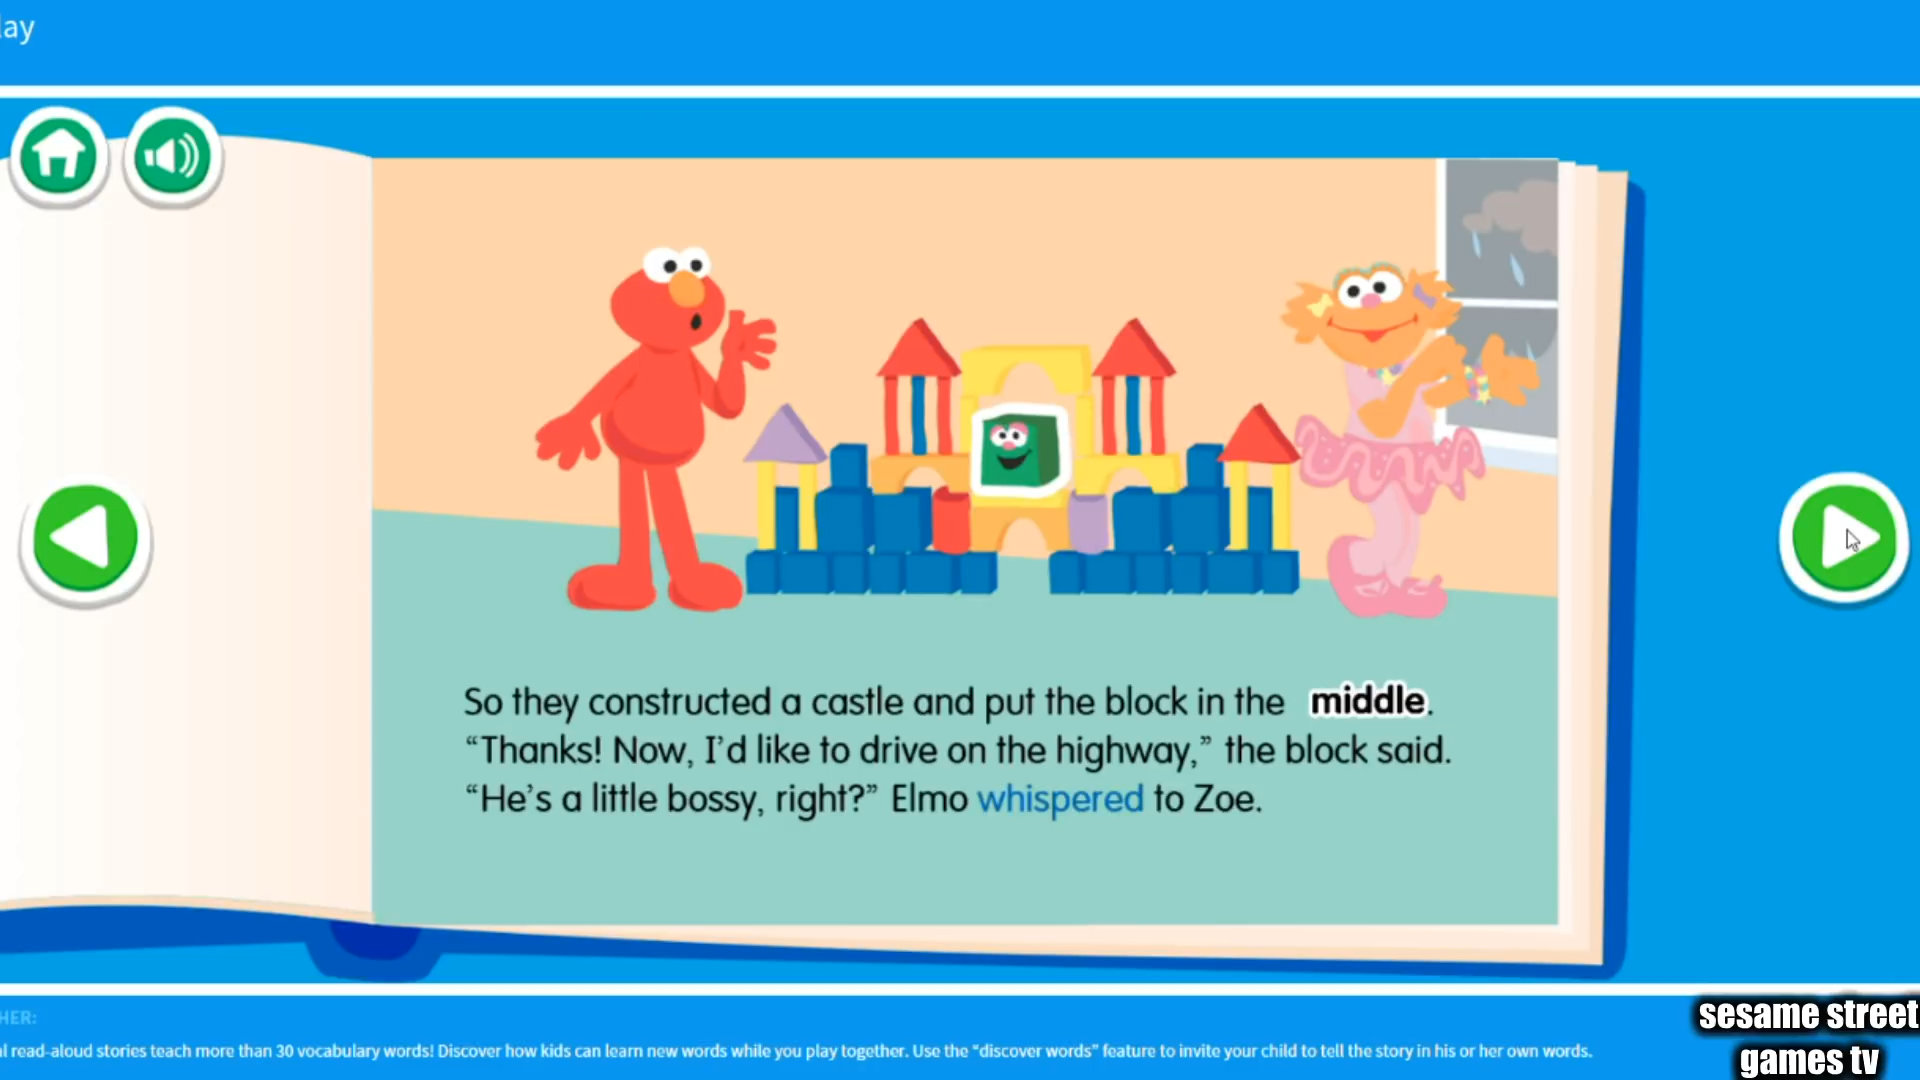 lay
So they constructed a castle and put the block in the middle.
“Thanks! Now, I’d like to drive on the highway,” the block said.
“He’s a little bossy, right?” Elmo whispered to Zoe.
HER:
l read-aloud stories teach more than 30 vocabulary words! Discover how kids can learn new words while you play together. Use the “discover words” feature to invite your child to tell the story in his or her own words.
sesame street
games tv